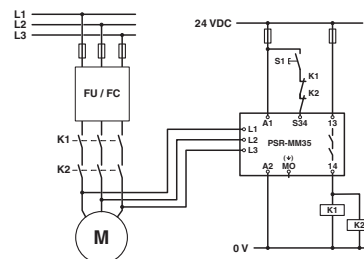 L1
L2
L3
24 VDC
S1
K1
K2
FU / FC
A1 S34 13
L1
L2
L3
PSR-MM35
K1
K2
(↓)
A2 MO 14
M
K1
K2
0 V